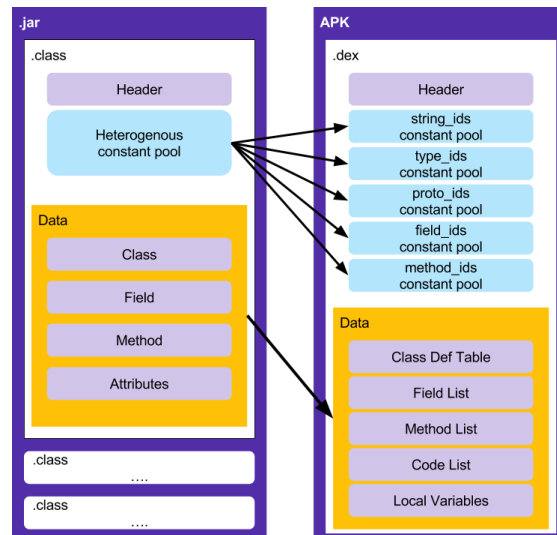 .jar
.class
Header
Heterogenous
constant pool
Data
Class
Field
Method
Attributes
.class
....
.class
....
APK
.dex
Header
string_ids
constant pool
type_ids
constant pool
proto_ids
constant pool
field_ids
constant pool
method_ids
constant pool
Data
Class Def Table
Field List
Method List
Code List
Local Variables